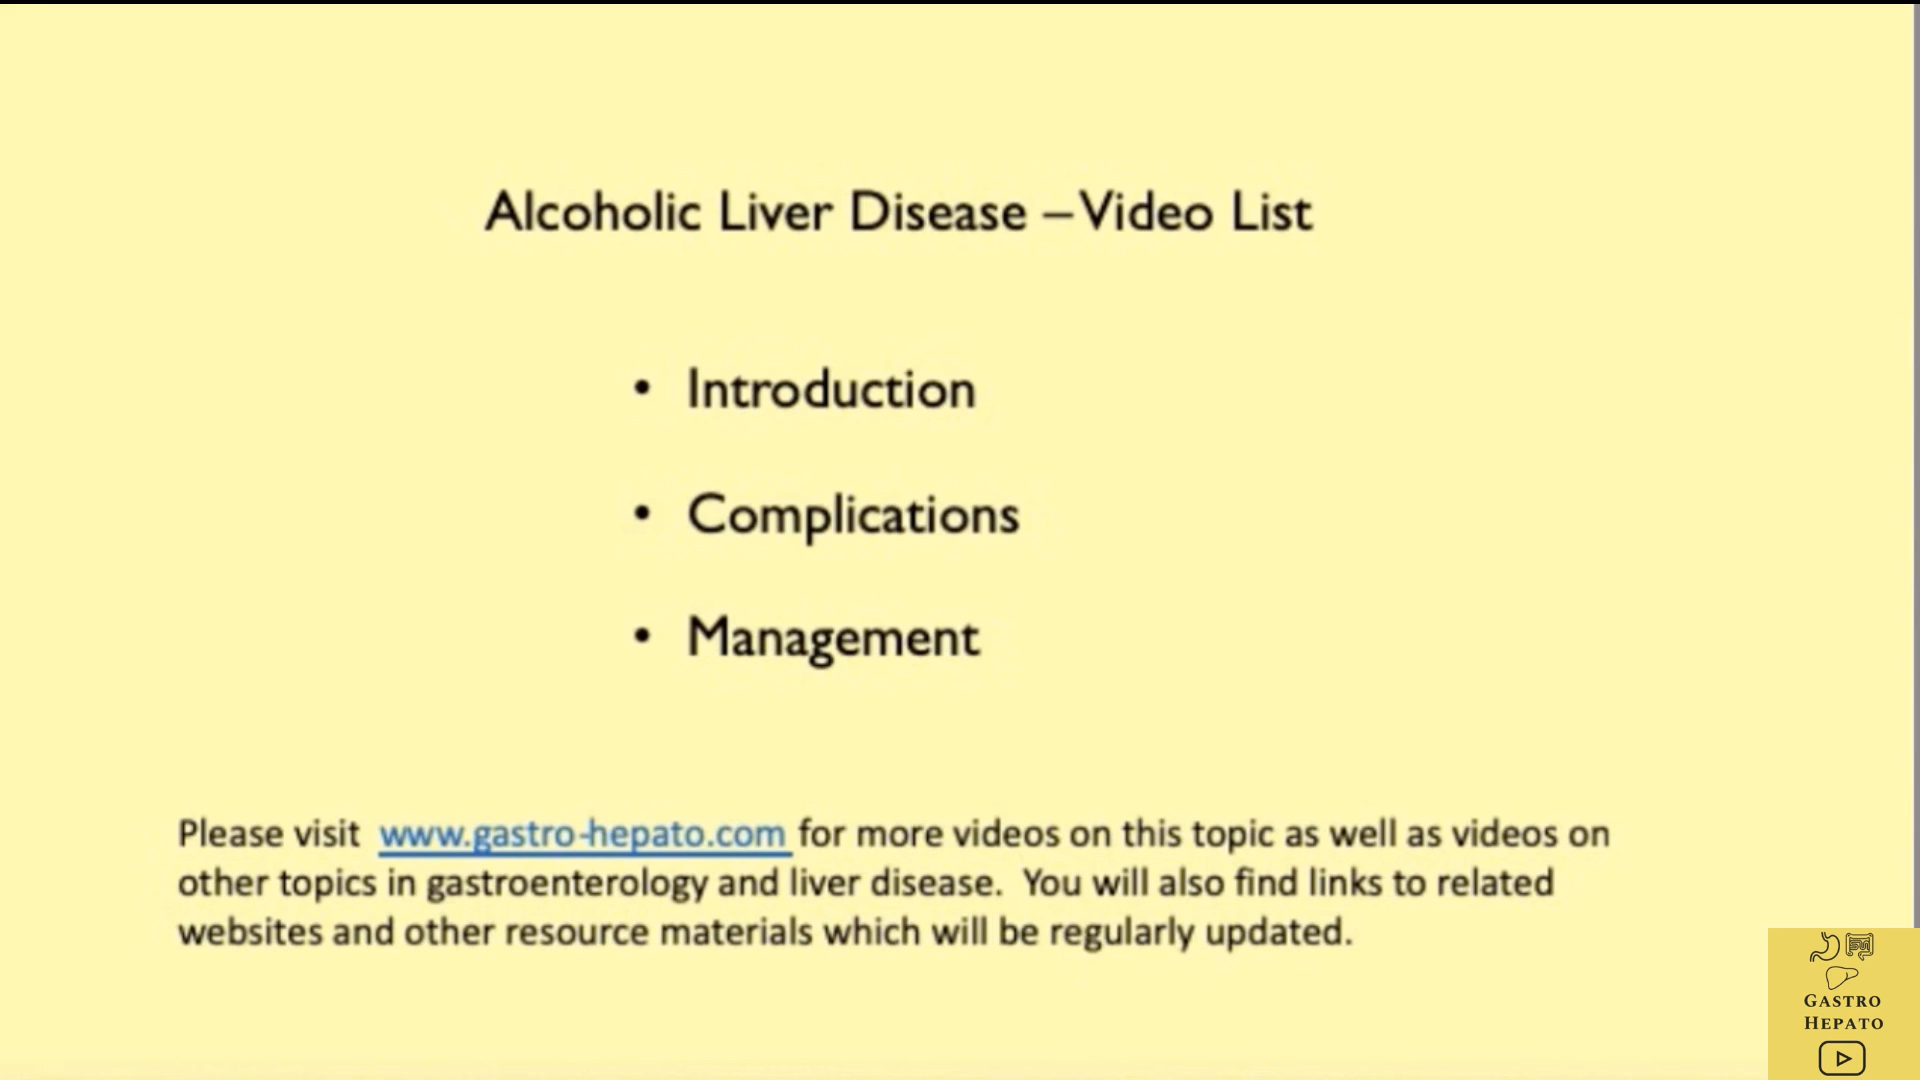 Alcoholic Liver Disease – Video List
• Introduction
• Complications
• Management
Please visit www.gastro-hepato.com for more videos on this topic as well as videos on
other topics in gastroenterology and liver disease. You will also find links to related
websites and other resource materials which will be regularly updated.
GASTRO
HEPATO